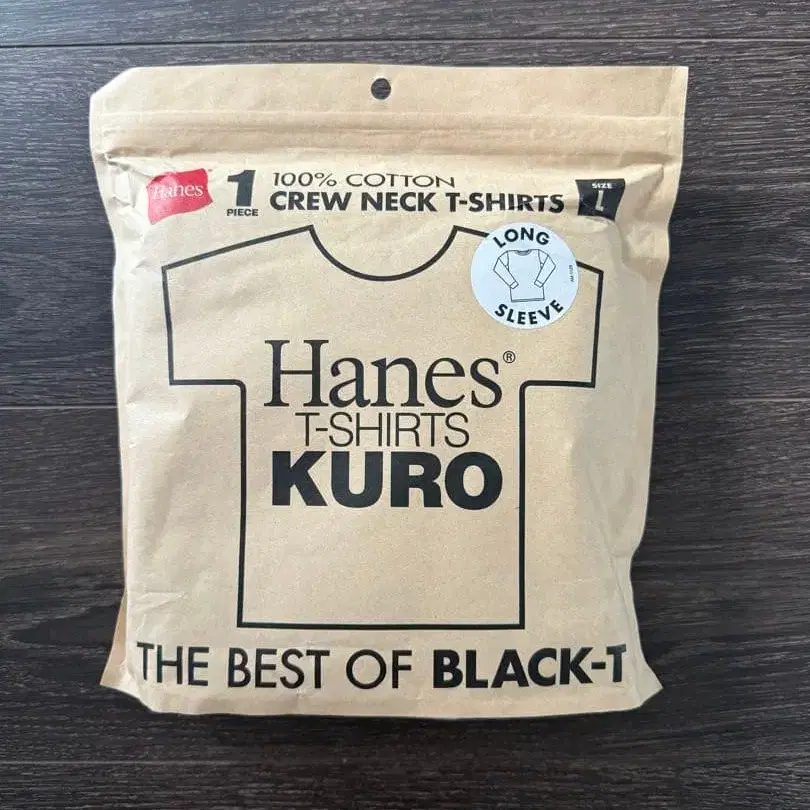 Hanes
1 PIECE
100% COTTON
CREW NECK T-SHIRTS
SIZE L
LONG
SLEEVE
Hanes®
T-SHIRTS
KURO
THE BEST OF BLACK-T